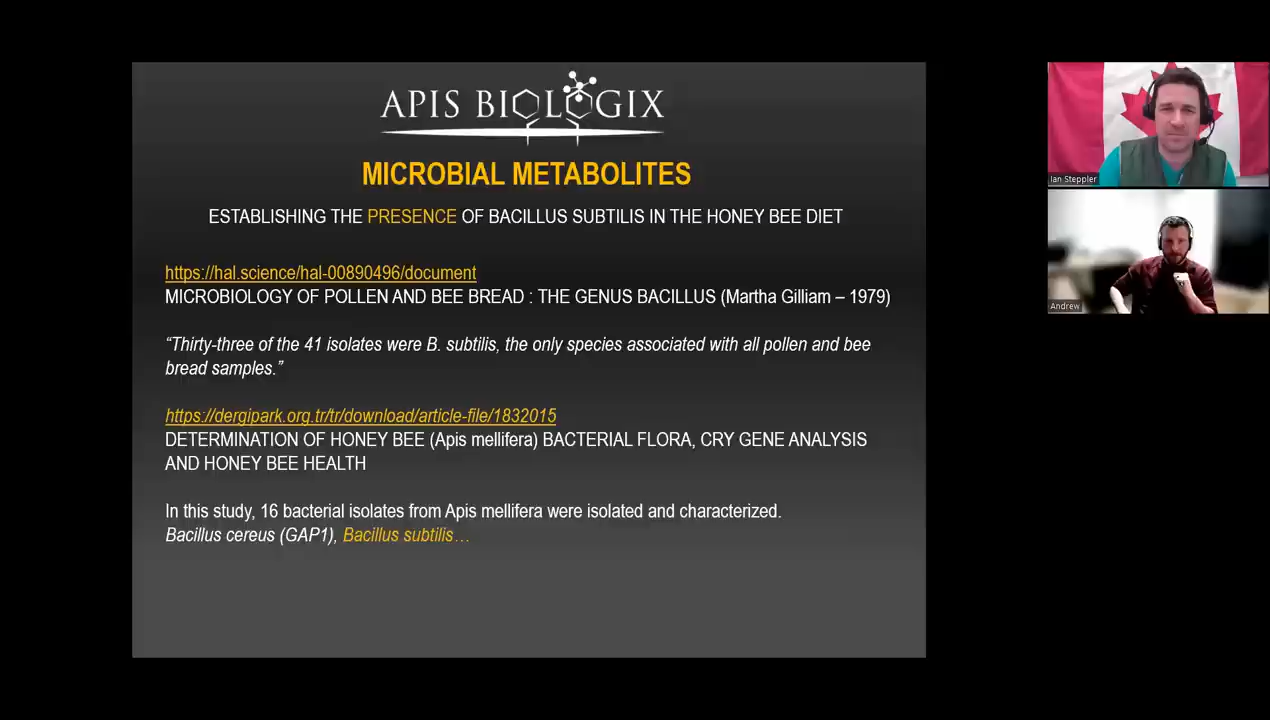 APIS BIOLOGIX
MICROBIAL METABOLITES
ESTABLISHING THE PRESENCE OF BACILLUS SUBTILIS IN THE HONEY BEE DIET
https://hal.science/hal-00890496/document
MICROBIOLOGY OF POLLEN AND BEE BREAD : THE GENUS BACILLUS (Martha Gilliam – 1979)
“Thirty-three of the 41 isolates were B. subtilis, the only species associated with all pollen and bee
bread samples.”
https://dergipark.org.tr/tr/download/article-file/1832015
DETERMINATION OF HONEY BEE (Apis mellifera) BACTERIAL FLORA, CRY GENE ANALYSIS
AND HONEY BEE HEALTH
In this study, 16 bacterial isolates from Apis mellifera were isolated and characterized.
Bacillus cereus (GAP1), Bacillus subtilis…
Ian Steppler
Andrew